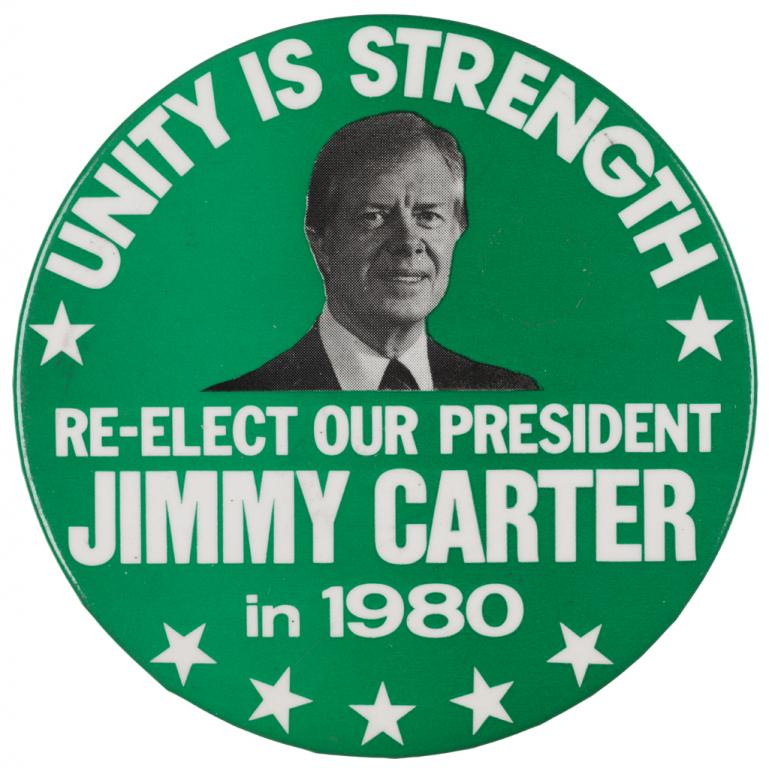 UNITY IS STRENGTH
RE-ELECT OUR PRESIDENT
JIMMY CARTER
in 1980